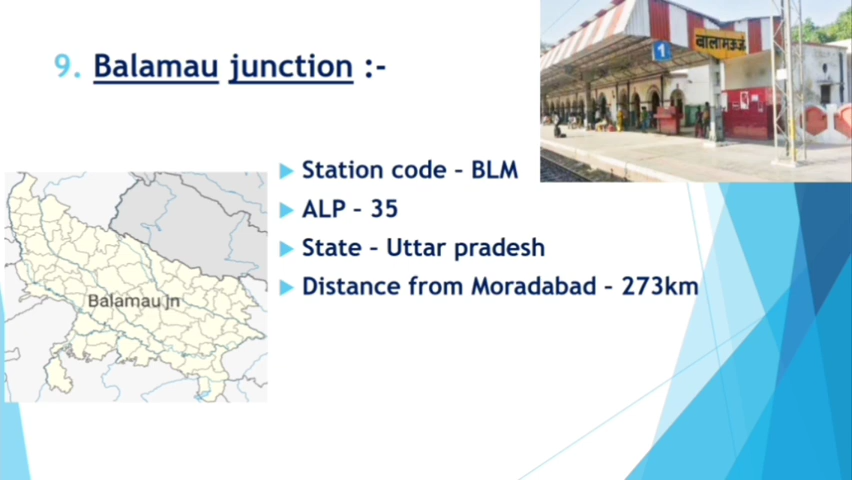 9. Balamau junction :-
1
बालामऊ जं
Station code – BLM
ALP – 35
State – Uttar pradesh
Distance from Moradabad – 273km
Balamau jn